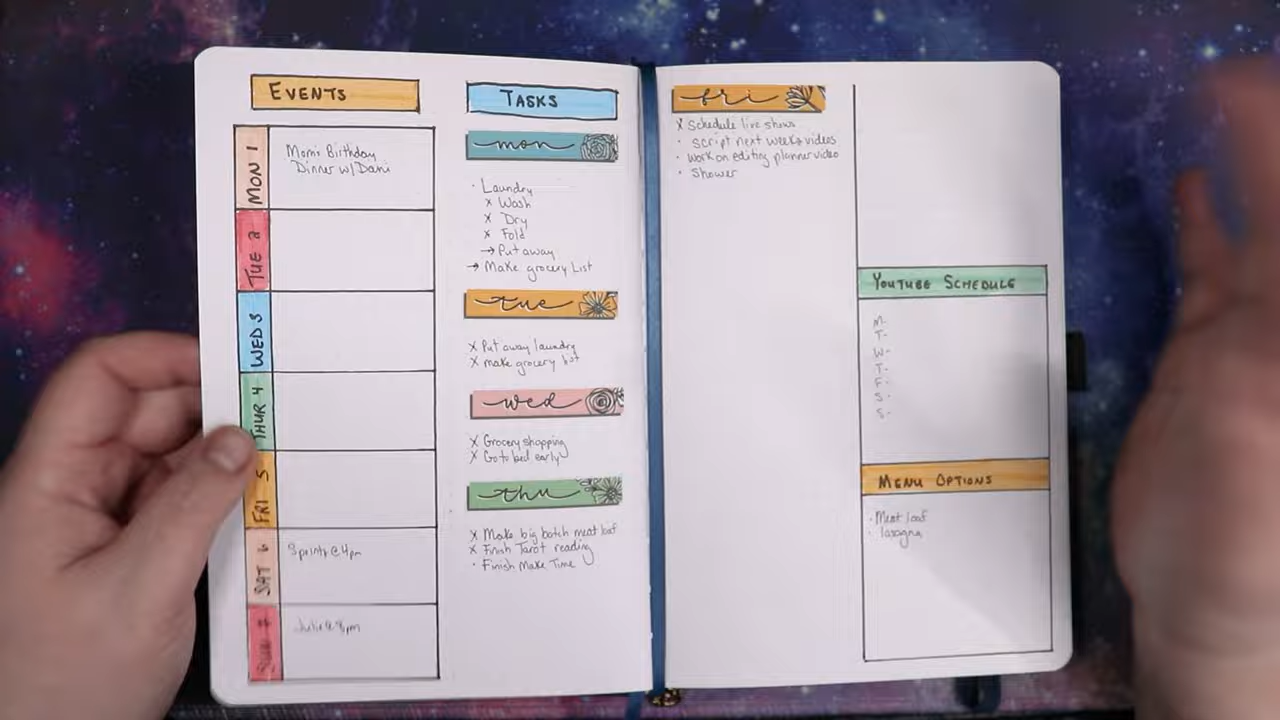 EVENTS
MON 1
Mom's Birthday
Dinner w/Dani
TUE 2
WED 3
THUR 4
FRI 5
SAT 6
Sprints @ 4pm
SUN 7
Julie @ 8pm
TASKS
mon
· Laundry
x Wash
x Dry
x Fold
→ Put away
→ Make grocery List
tue
x Put away laundry
x make grocery list
wed
x Grocery shopping
x Go to bed early
thu
x Make big batch meat loaf
x Finish Tarot reading
· Finish Make Time
fri
x Schedule live shows
· script next weeks videos
· work on editing planner video
· Shower
YOUTUBE SCHEDULE
M-
T-
W-
T-
F-
S-
S-
MENU OPTIONS
· Meat loaf
· lasagna